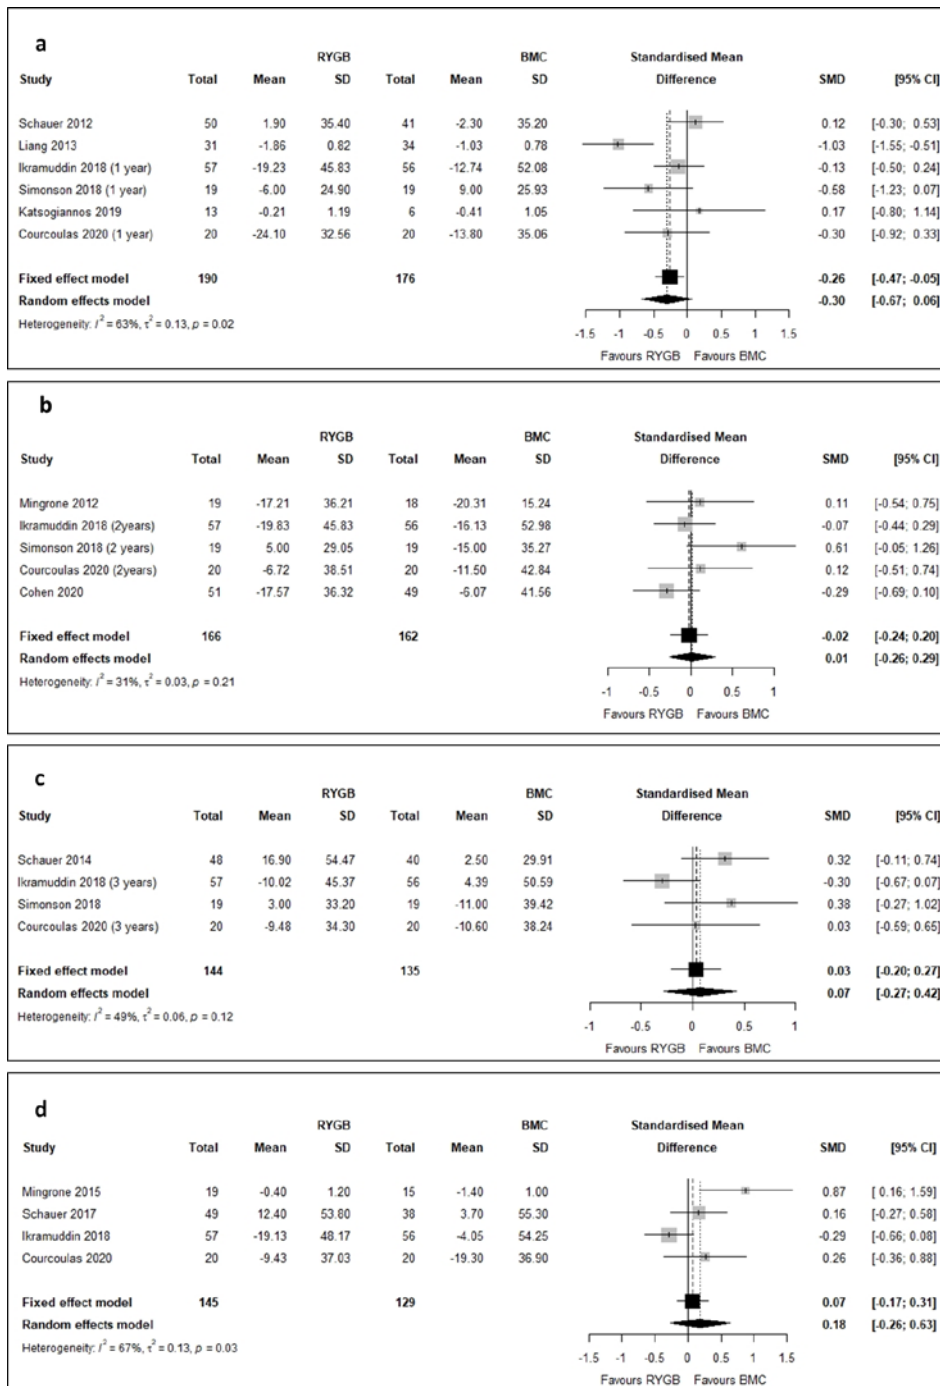 a
RYGB BMC Standardised Mean
Study Total Mean SD Total Mean SD Difference SMD [95% CI]
Schauer 2012 50 1.90 35.40 41 -2.30 35.20 0.12 [-0.30; 0.53]
Liang 2013 31 -1.86 0.82 34 -1.03 0.78 -1.03 [-1.55; -0.51]
Ikramuddin 2018 (1 year) 57 -19.23 45.83 56 -12.74 52.08 -0.13 [-0.50; 0.24]
Simonson 2018 (1 year) 19 -6.00 24.90 19 9.00 25.93 -0.58 [-1.23; 0.07]
Katsogiannos 2019 13 -0.21 1.19 6 -0.41 1.05 0.17 [-0.80; 1.14]
Courcoulas 2020 (1 year) 20 -24.10 32.56 20 -13.80 35.06 -0.30 [-0.92; 0.33]
Fixed effect model 190 176 -0.26 [-0.47; -0.05]
Random effects model -0.30 [-0.67; 0.06]
Heterogeneity: I² = 63%, τ² = 0.13, p = 0.02
-1.5 -1 -0.5 0 0.5 1 1.5
Favours RYGB Favours BMC
b
RYGB BMC Standardised Mean
Study Total Mean SD Total Mean SD Difference SMD [95% CI]
Mingrone 2012 19 -17.21 36.21 18 -20.31 15.24 0.11 [-0.54; 0.75]
Ikramuddin 2018 (2years) 57 -19.83 45.83 56 -16.13 52.98 -0.07 [-0.44; 0.29]
Simonson 2018 (2 years) 19 5.00 29.05 19 -15.00 35.27 0.61 [-0.05; 1.26]
Courcoulas 2020 (2years) 20 -6.72 38.51 20 -11.50 42.84 0.12 [-0.51; 0.74]
Cohen 2020 51 -17.57 36.32 49 -6.07 41.56 -0.29 [-0.69; 0.10]
Fixed effect model 166 162 -0.02 [-0.24; 0.20]
Random effects model 0.01 [-0.26; 0.29]
Heterogeneity: I² = 31%, τ² = 0.03, p = 0.21
-1 -0.5 0 0.5 1
Favours RYGB Favours BMC
c
RYGB BMC Standardised Mean
Study Total Mean SD Total Mean SD Difference SMD [95% CI]
Schauer 2014 48 16.90 54.47 40 2.50 29.91 0.32 [-0.11; 0.74]
Ikramuddin 2018 (3 years) 57 -10.02 45.37 56 4.39 50.59 -0.30 [-0.67; 0.07]
Simonson 2018 19 3.00 33.20 19 -11.00 39.42 0.38 [-0.27; 1.02]
Courcoulas 2020 (3 years) 20 -9.48 34.30 20 -10.60 38.24 0.03 [-0.59; 0.65]
Fixed effect model 144 135 0.03 [-0.20; 0.27]
Random effects model 0.07 [-0.27; 0.42]
Heterogeneity: I² = 49%, τ² = 0.06, p = 0.12
-1 -0.5 0 0.5 1
Favours RYGB Favours BMC
d
RYGB BMC Standardised Mean
Study Total Mean SD Total Mean SD Difference SMD [95% CI]
Mingrone 2015 19 -0.40 1.20 15 -1.40 1.00 0.87 [ 0.16; 1.59]
Schauer 2017 49 12.40 53.80 38 3.70 55.30 0.16 [-0.27; 0.58]
Ikramuddin 2018 57 -19.13 48.17 56 -4.05 54.25 -0.29 [-0.66; 0.08]
Courcoulas 2020 20 -9.43 37.03 20 -19.30 36.90 0.26 [-0.36; 0.88]
Fixed effect model 145 129 0.07 [-0.17; 0.31]
Random effects model 0.18 [-0.26; 0.63]
Heterogeneity: I² = 67%, τ² = 0.13, p = 0.03
-1.5 -1 -0.5 0 0.5 1 1.5
Favours RYGB Favours BMC